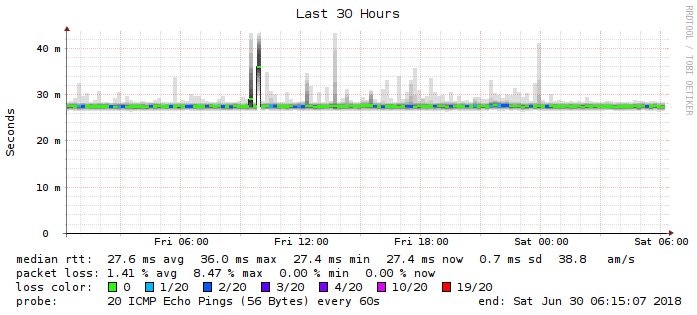 Last 30 Hours
RRDTOOL / TOBI OETIKER
Seconds
40 m
30 m
20 m
10 m
0
Fri 06:00 Fri 12:00 Fri 18:00 Sat 00:00 Sat 06:00
median rtt: 27.6 ms avg 36.0 ms max 27.4 ms min 27.4 ms now 0.7 ms sd 38.8 am/s
packet loss: 1.41 % avg 8.47 % max 0.00 % min 0.00 % now
loss color: 0 1/20 2/20 3/20 4/20 10/20 19/20
probe: 20 ICMP Echo Pings (56 Bytes) every 60s end: Sat Jun 30 06:15:07 2018